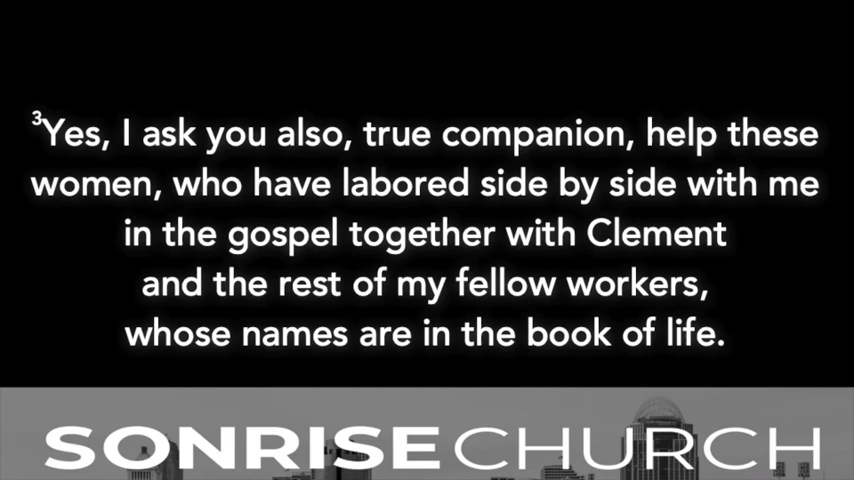 ³Yes, I ask you also, true companion, help these
women, who have labored side by side with me
in the gospel together with Clement
and the rest of my fellow workers,
whose names are in the book of life.
SONRISECHURCH